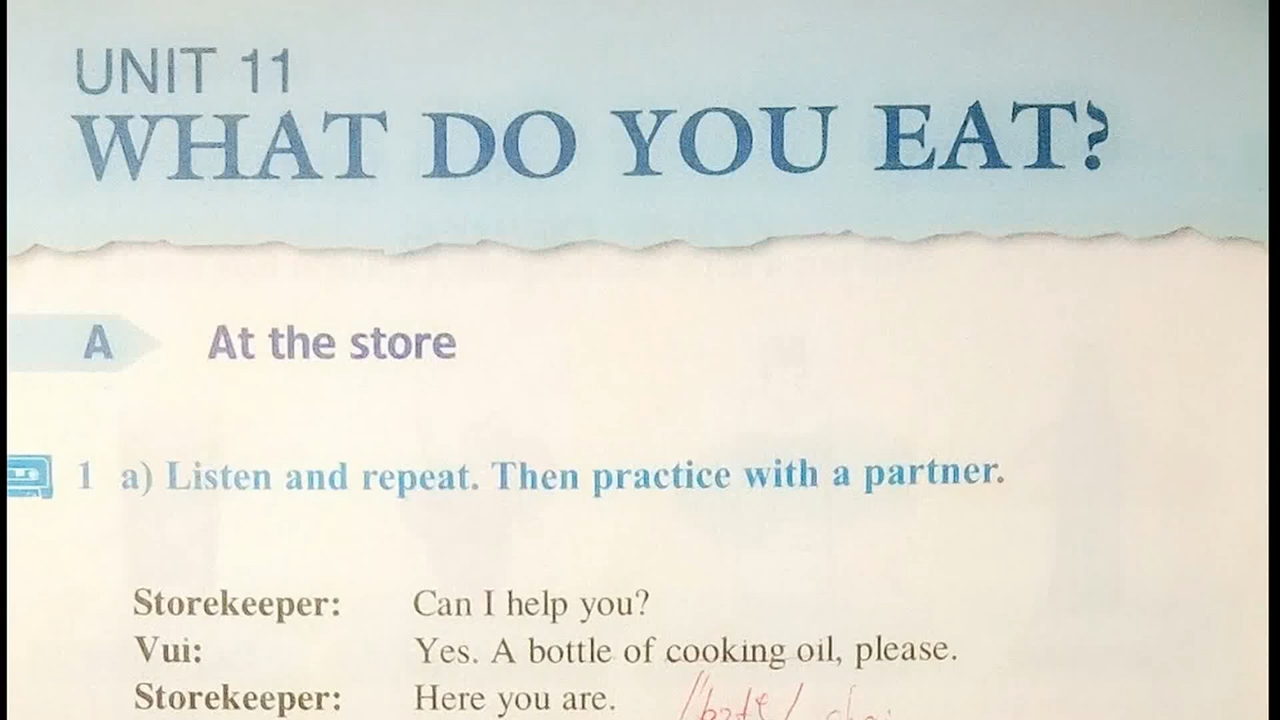 UNIT 11
WHAT DO YOU EAT?
A At the store
1 a) Listen and repeat. Then practice with a partner.
Storekeeper: Can I help you?
Vui: Yes. A bottle of cooking oil, please.
Storekeeper: Here you are.